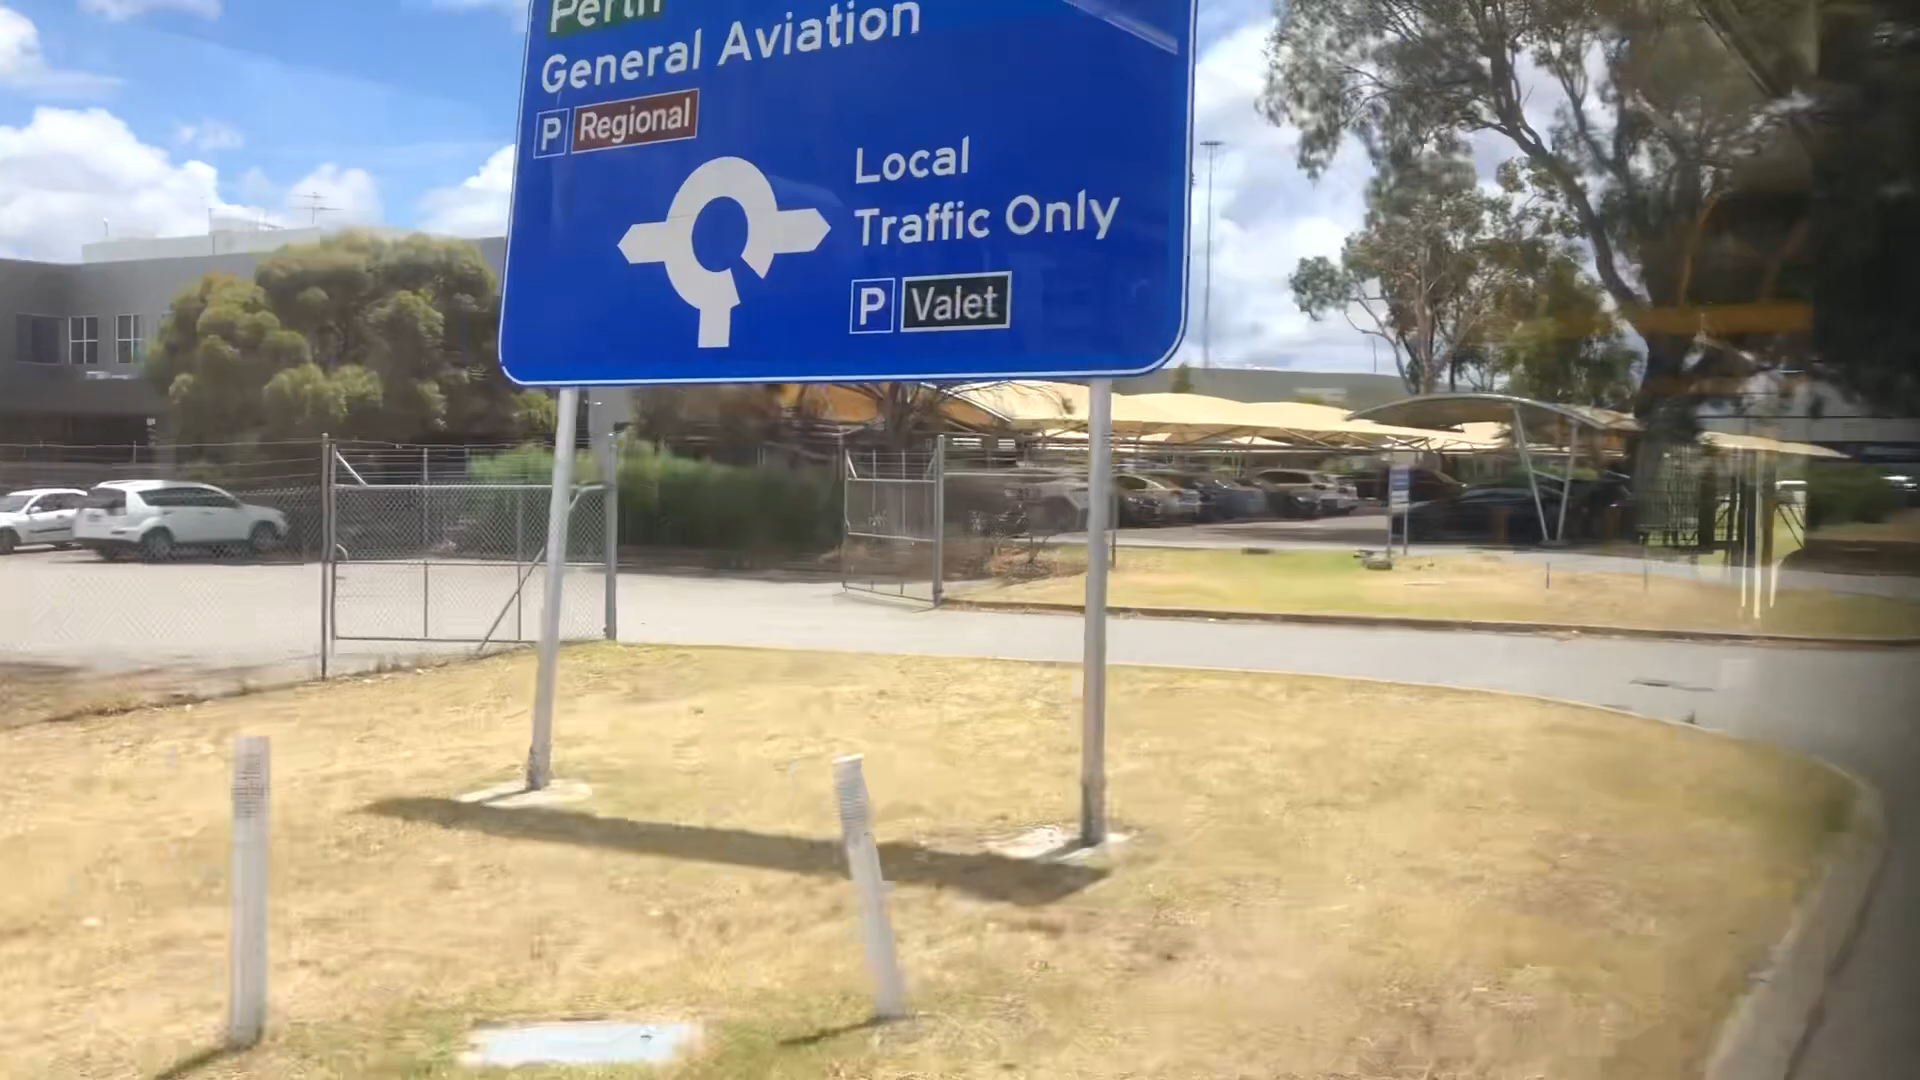 Perth
General Aviation
P Regional
Local
Traffic Only
P Valet